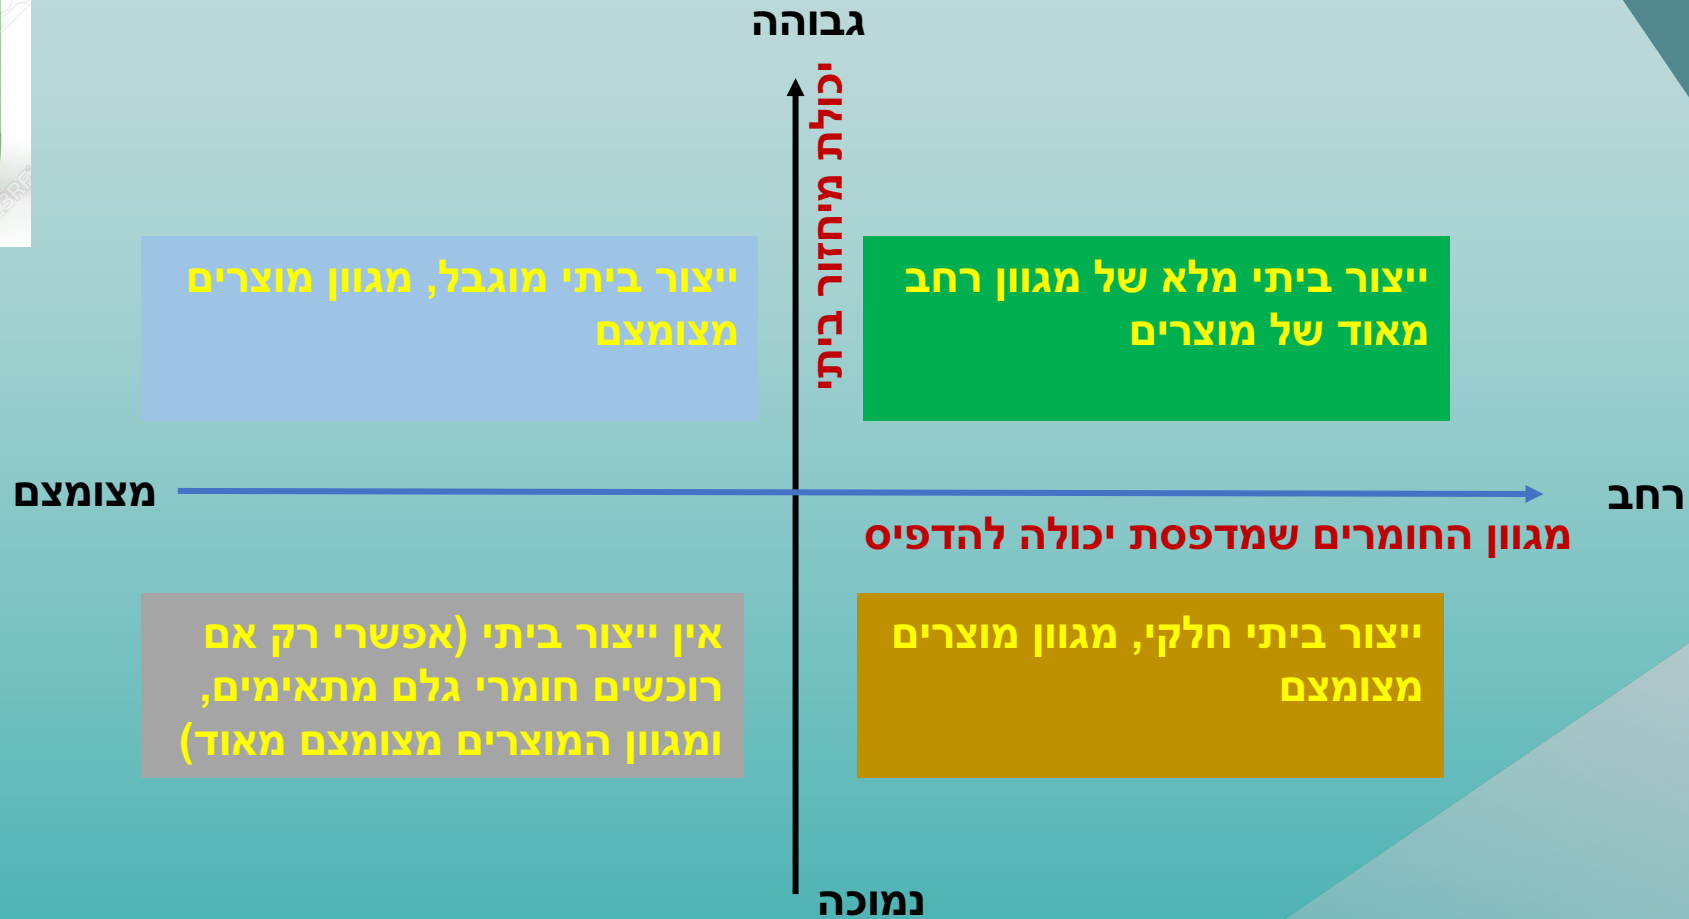 גבוהה
יכולת מיחזור ביתי
ייצור ביתי מלא של מגוון רחב
מאוד של מוצרים
ייצור ביתי מוגבל, מגוון מוצרים
מצומצם
רחב
מצומצם
מגוון החומרים שמדפסת יכולה להדפיס
ייצור ביתי חלקי, מגוון מוצרים
מצומצם
אין ייצור ביתי (אפשרי רק אם
רוכשים חומרי גלם מתאימים,
ומגוון המוצרים מצומצם מאוד)
נמוכה